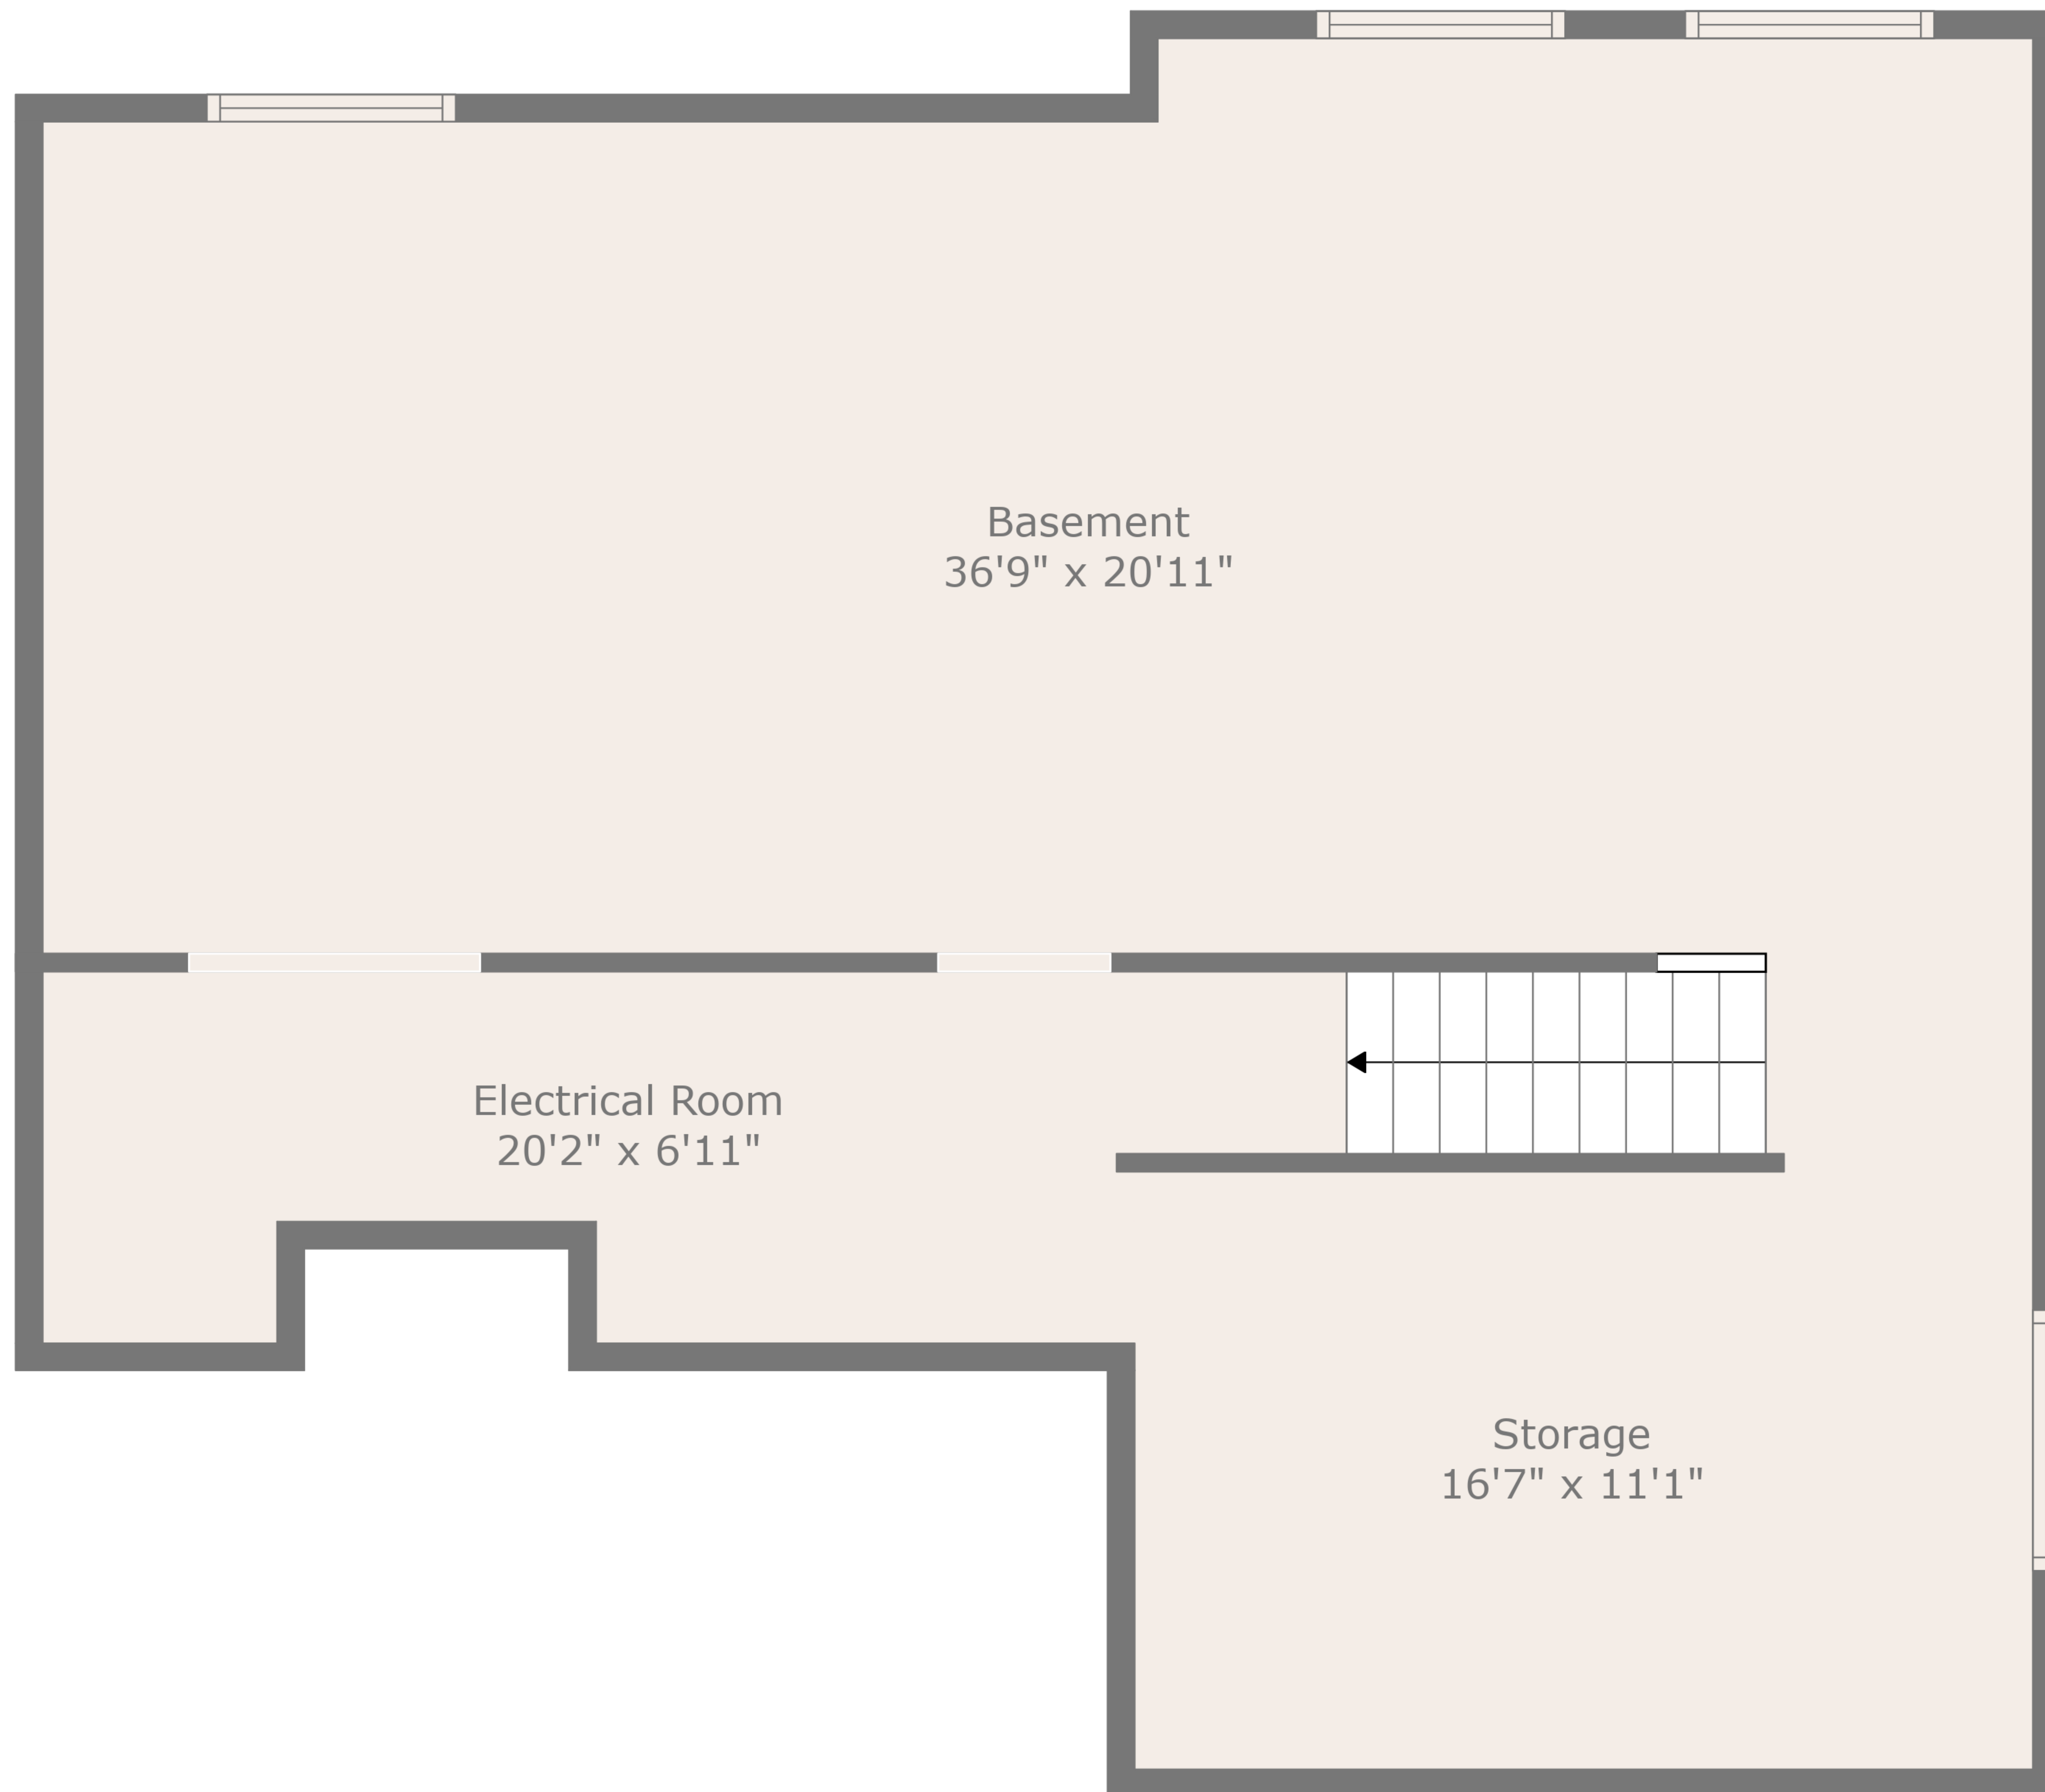 Basement
36'9" x 20'11"
Electrical Room
20'2" x 6'11"
Storage
16'7" x 11'1"